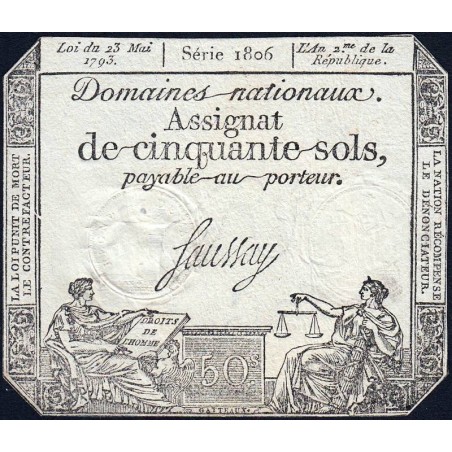 Loi du 23 Mai
1793.
Série 1806
L'An 2.me de la
République.
Domaines nationaux.
Assignat
de cinquante sols,
payable au porteur.
Saussay
LA LOI PUNIT DE MORT
LE CONTREFACTEUR.
LA NATION RÉCOMPENSE
LE DÉNONCIATEUR.
DROITS
DE
L'HOMME
50s
GATTEAUX